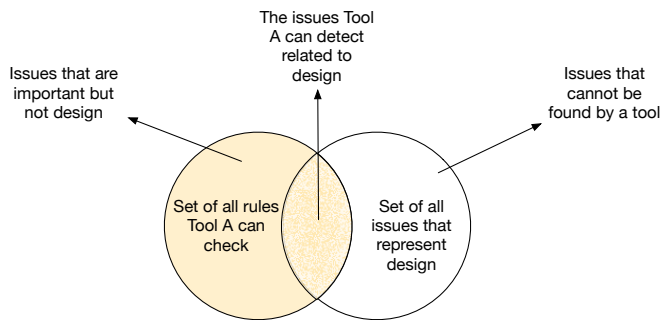 The issues Tool
A can detect
related to
design
Issues that are
important but
not design
Issues that
cannot be
found by a tool
Set of all rules
Tool A can
check
Set of all
issues that
represent
design